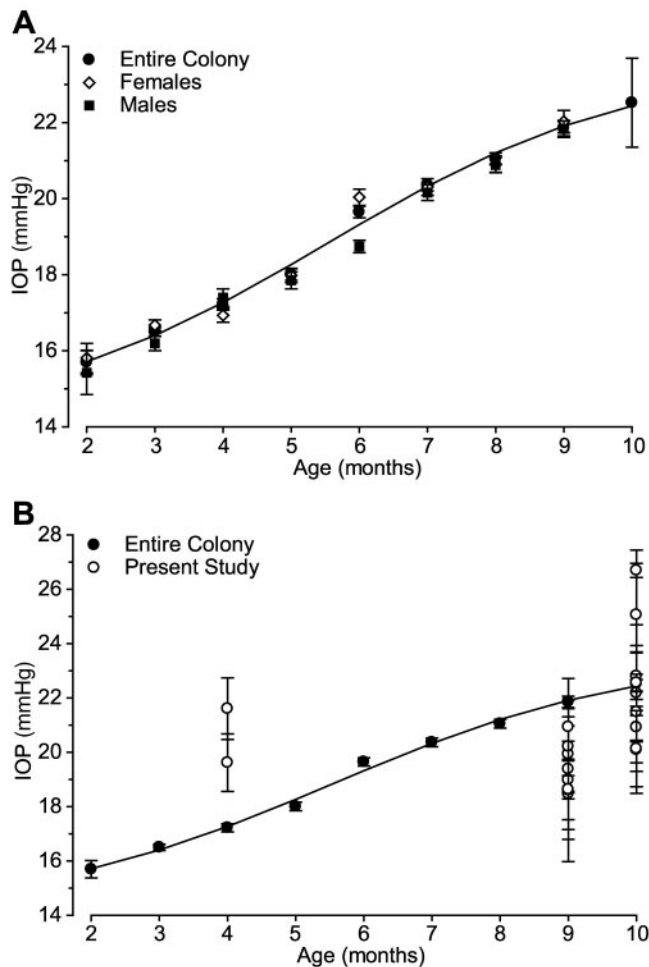 A
24
22
20
18
16
14
IOP (mmHg)
Entire Colony
Females
Males
2 3 4 5 6 7 8 9 10
Age (months)
B
28
26
24
22
20
18
16
14
IOP (mmHg)
Entire Colony
Present Study
2 3 4 5 6 7 8 9 10
Age (months)